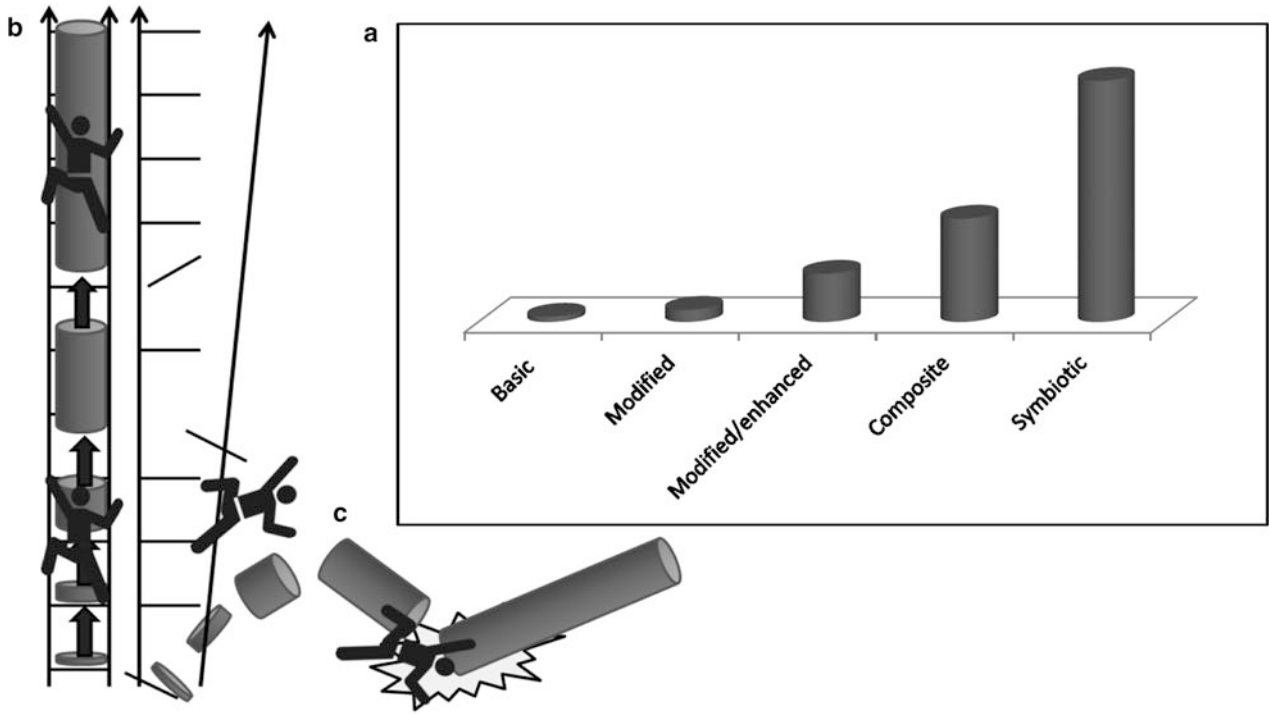 b
a
Basic
Modified
Modified/enhanced
Composite
Symbiotic
c